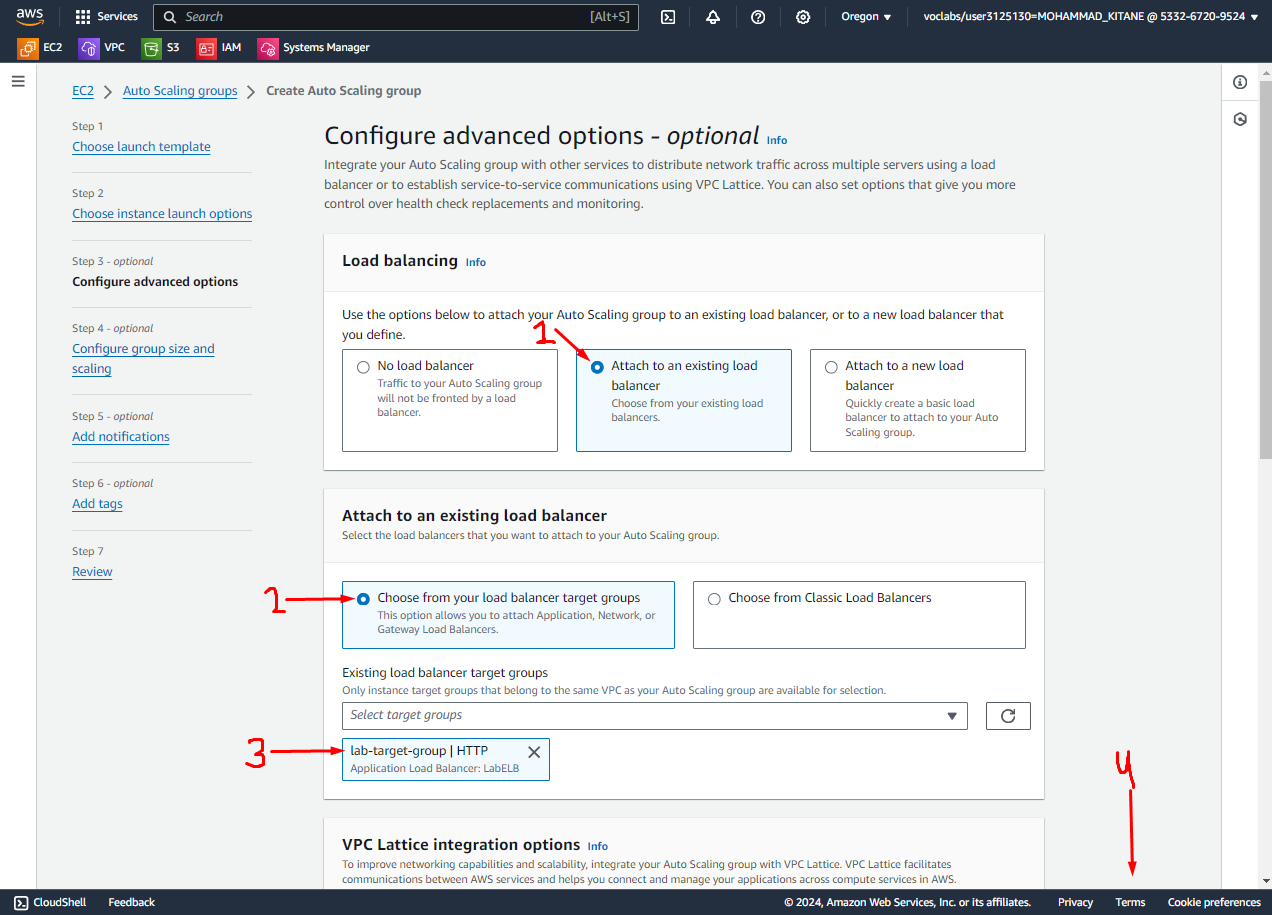 aws
Services
Search
[Alt+S]
Oregon
voclabs/user3125130=MOHAMMAD_KITANE @ 5332-6720-9524
EC2
VPC
S3
IAM
Systems Manager
EC2
Auto Scaling groups
Create Auto Scaling group
Step 1
Choose launch template
Step 2
Choose instance launch options
Step 3 - optional
Configure advanced options
Step 4 - optional
Configure group size and
scaling
Step 5 - optional
Add notifications
Step 6 - optional
Add tags
Step 7
Review
Configure advanced options - optional Info
Integrate your Auto Scaling group with other services to distribute network traffic across multiple servers using a load
balancer or to establish service-to-service communications using VPC Lattice. You can also set options that give you more
control over health check replacements and monitoring.
Load balancing Info
Use the options below to attach your Auto Scaling group to an existing load balancer, or to a new load balancer that
you define.
1
No load balancer
Traffic to your Auto Scaling group
will not be fronted by a load
balancer.
Attach to an existing load
balancer
Choose from your existing load
balancers.
Attach to a new load
balancer
Quickly create a basic load
balancer to attach to your Auto
Scaling group.
Attach to an existing load balancer
Select the load balancers that you want to attach to your Auto Scaling group.
Choose from your load balancer target groups
This option allows you to attach Application, Network, or
Gateway Load Balancers.
Choose from Classic Load Balancers
Existing load balancer target groups
Only instance target groups that belong to the same VPC as your Auto Scaling group are available for selection.
Select target groups
3
lab-target-group | HTTP
Application Load Balancer: LabELB
4
VPC Lattice integration options Info
To improve networking capabilities and scalability, integrate your Auto Scaling group with VPC Lattice. VPC Lattice facilitates
communications between AWS services and helps you connect and manage your applications across compute services in AWS.
CloudShell
Feedback
© 2024, Amazon Web Services, Inc. or its affiliates.
Privacy
Terms
Cookie preferences